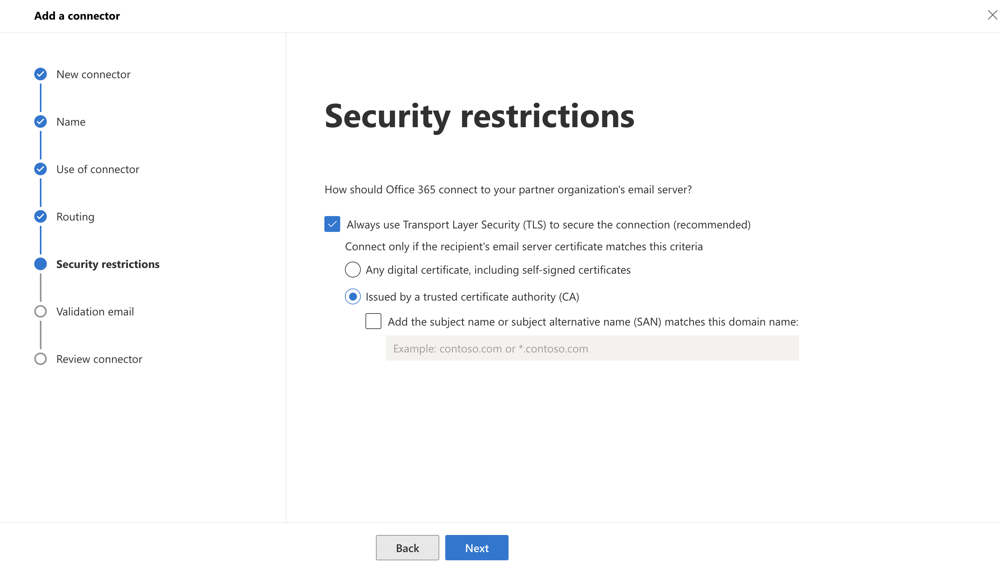 Add a connector
New connector
Name
Use of connector
Routing
Security restrictions
Validation email
Review connector
Security restrictions
How should Office 365 connect to your partner organization's email server?
Always use Transport Layer Security (TLS) to secure the connection (recommended)
Connect only if the recipient's email server certificate matches this criteria
Any digital certificate, including self-signed certificates
Issued by a trusted certificate authority (CA)
Add the subject name or subject alternative name (SAN) matches this domain name:
Example: contoso.com or *.contoso.com
Back
Next